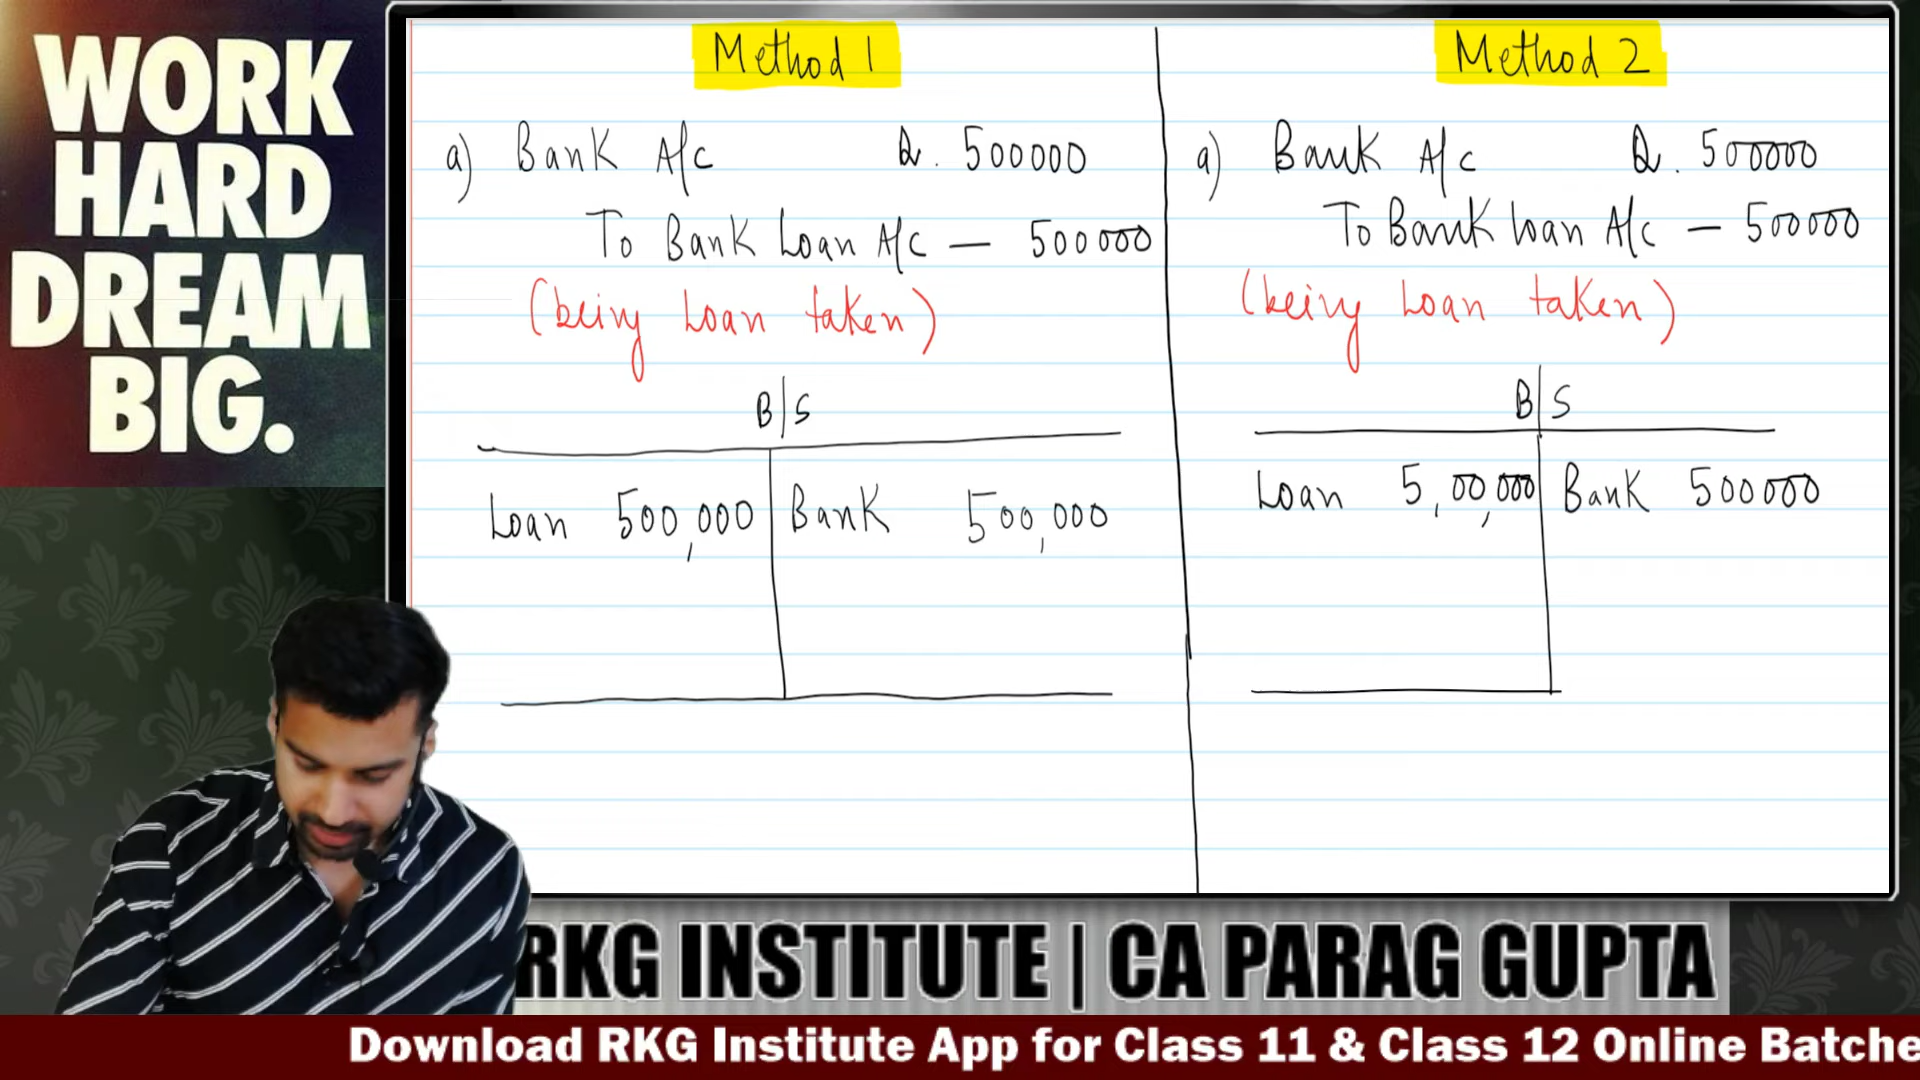 WORK
HARD
DREAM
BIG.
Method 1
a) Bank A/c Dr. 500000
To Bank Loan A/c — 500000
(being Loan taken)
B/S
Loan 500,000 Bank 500,000
Method 2
a) Bank A/c Dr. 500000
To Bank loan A/c — 500000
(being Loan taken)
B/S
Loan 5,00,000 Bank 500000
RKG INSTITUTE | CA PARAG GUPTA
Download RKG Institute App for Class 11 & Class 12 Online Batche